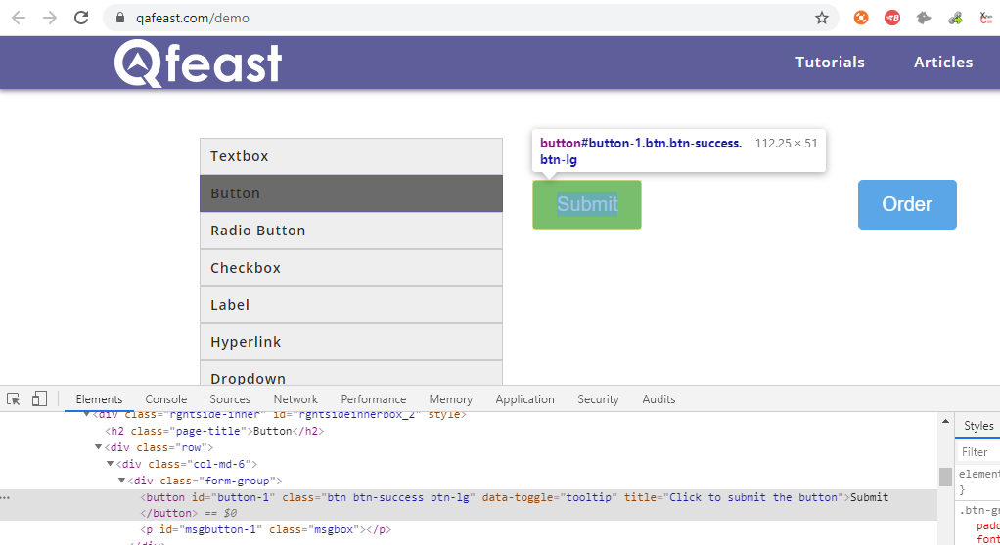 qafeast.com/demo
Qfeast
Tutorials
Articles
Textbox
Button
Radio Button
Checkbox
Label
Hyperlink
Dropdown
button#button-1.btn.btn-success. 112.25 × 51
btn-lg
Submit
Order
Elements Console Sources Network Performance Memory Application Security Audits
▼<div class="rghtside-inner" id="rghtsideinnerbox_2" style>
<h2 class="page-title">Button</h2>
▼<div class="row">
▼<div class="col-md-6">
▼<div class="form-group">
… <button id="button-1" class="btn btn-success btn-lg" data-toggle="tooltip" title="Click to submit the button">Submit
</button> == $0
<p id="msgbutton-1" class="msgbox"></p>
</div>
Styles
Filter
element
}
.btn-gr
padd
font